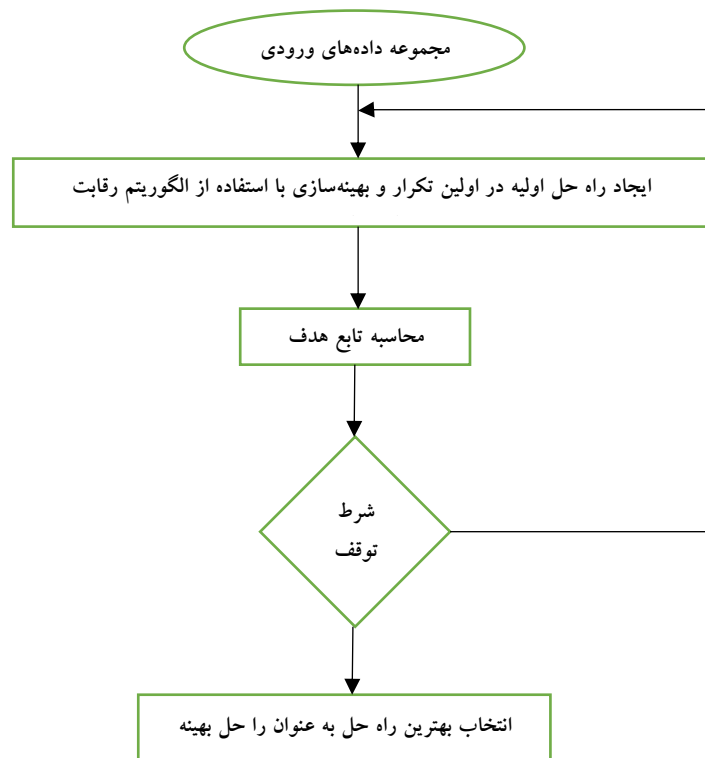 مجموعه داده‌های ورودی
ایجاد راه حل اولیه در اولین تکرار و بهینه‌سازی با استفاده از الگوریتم رقابت
محاسبه تابع هدف
شرط
توقف
انتخاب بهترین راه حل به عنوان را حل بهینه